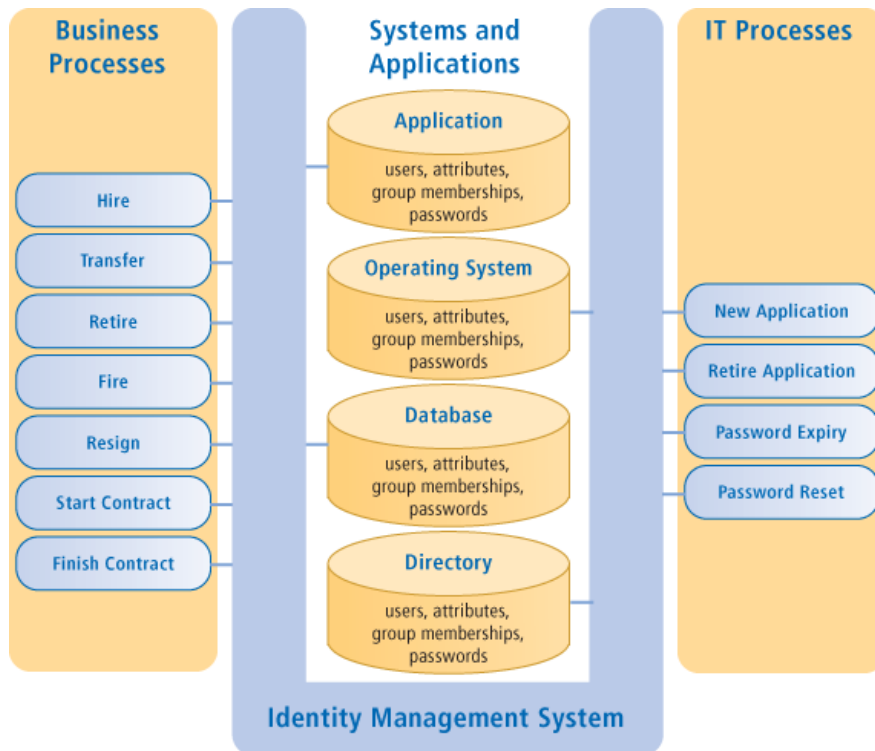 Business
Processes
Hire
Transfer
Retire
Fire
Resign
Start Contract
Finish Contract
Systems and
Applications
Application
users, attributes,
group memberships,
passwords
Operating System
users, attributes,
group memberships,
passwords
Database
users, attributes,
group memberships,
passwords
Directory
users, attributes,
group memberships,
passwords
IT Processes
New Application
Retire Application
Password Expiry
Password Reset
Identity Management System